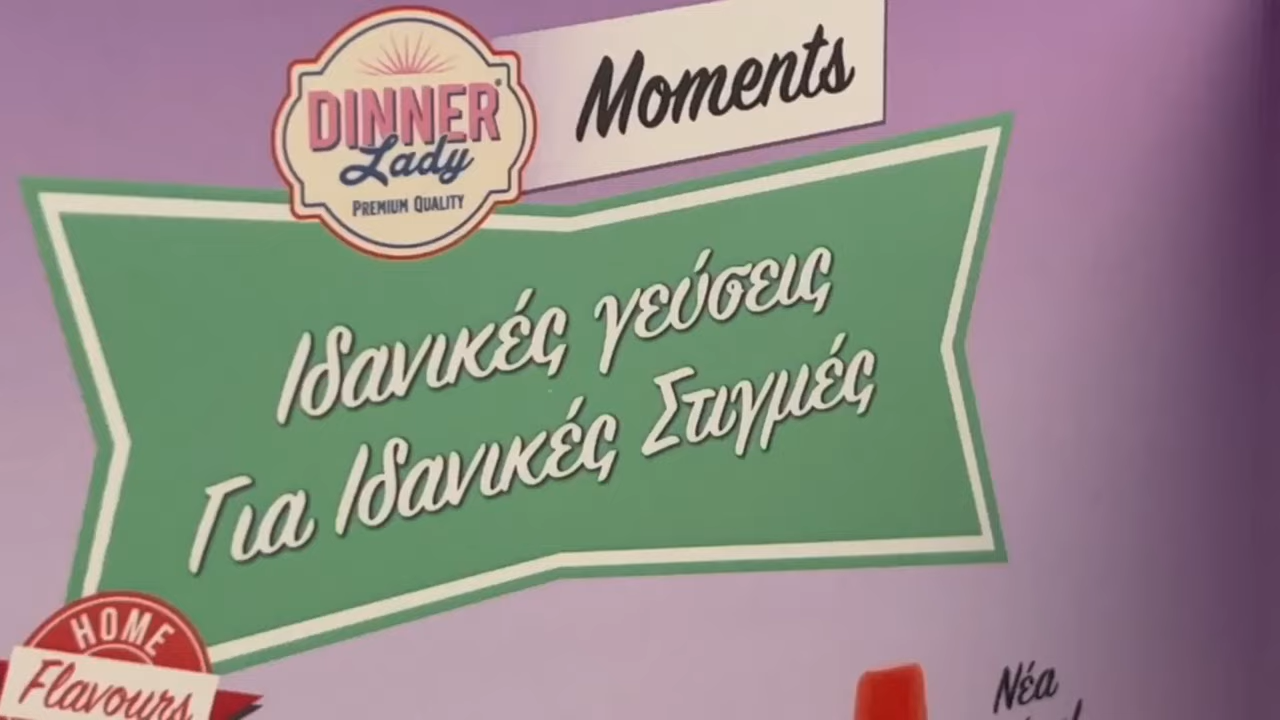 DINNER
Lady
PREMIUM QUALITY
Moments
Ιδανικές γεύσεις
Για Ιδανικές Στιγμές
HOME
Flavours
Νέα